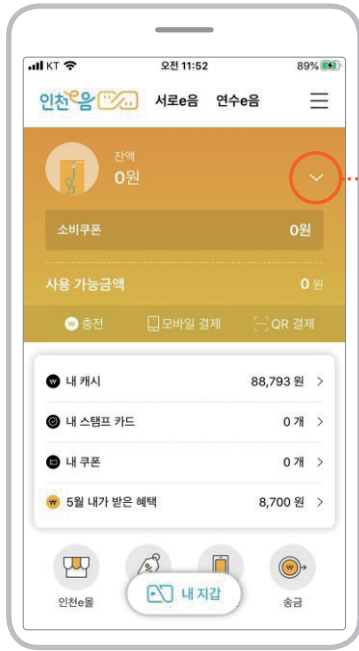 KT 오전 11:52 89%
인천e음 서로e음 연수e음
잔액
0원
소비쿠폰 0원
사용 가능금액 0 원
충전 모바일 결제 QR 결제
내 캐시 88,793 원
내 스탬프 카드 0 개
내 쿠폰 0 개
5월 내가 받은 혜택 8,700 원
인천e몰 내 지갑 송금